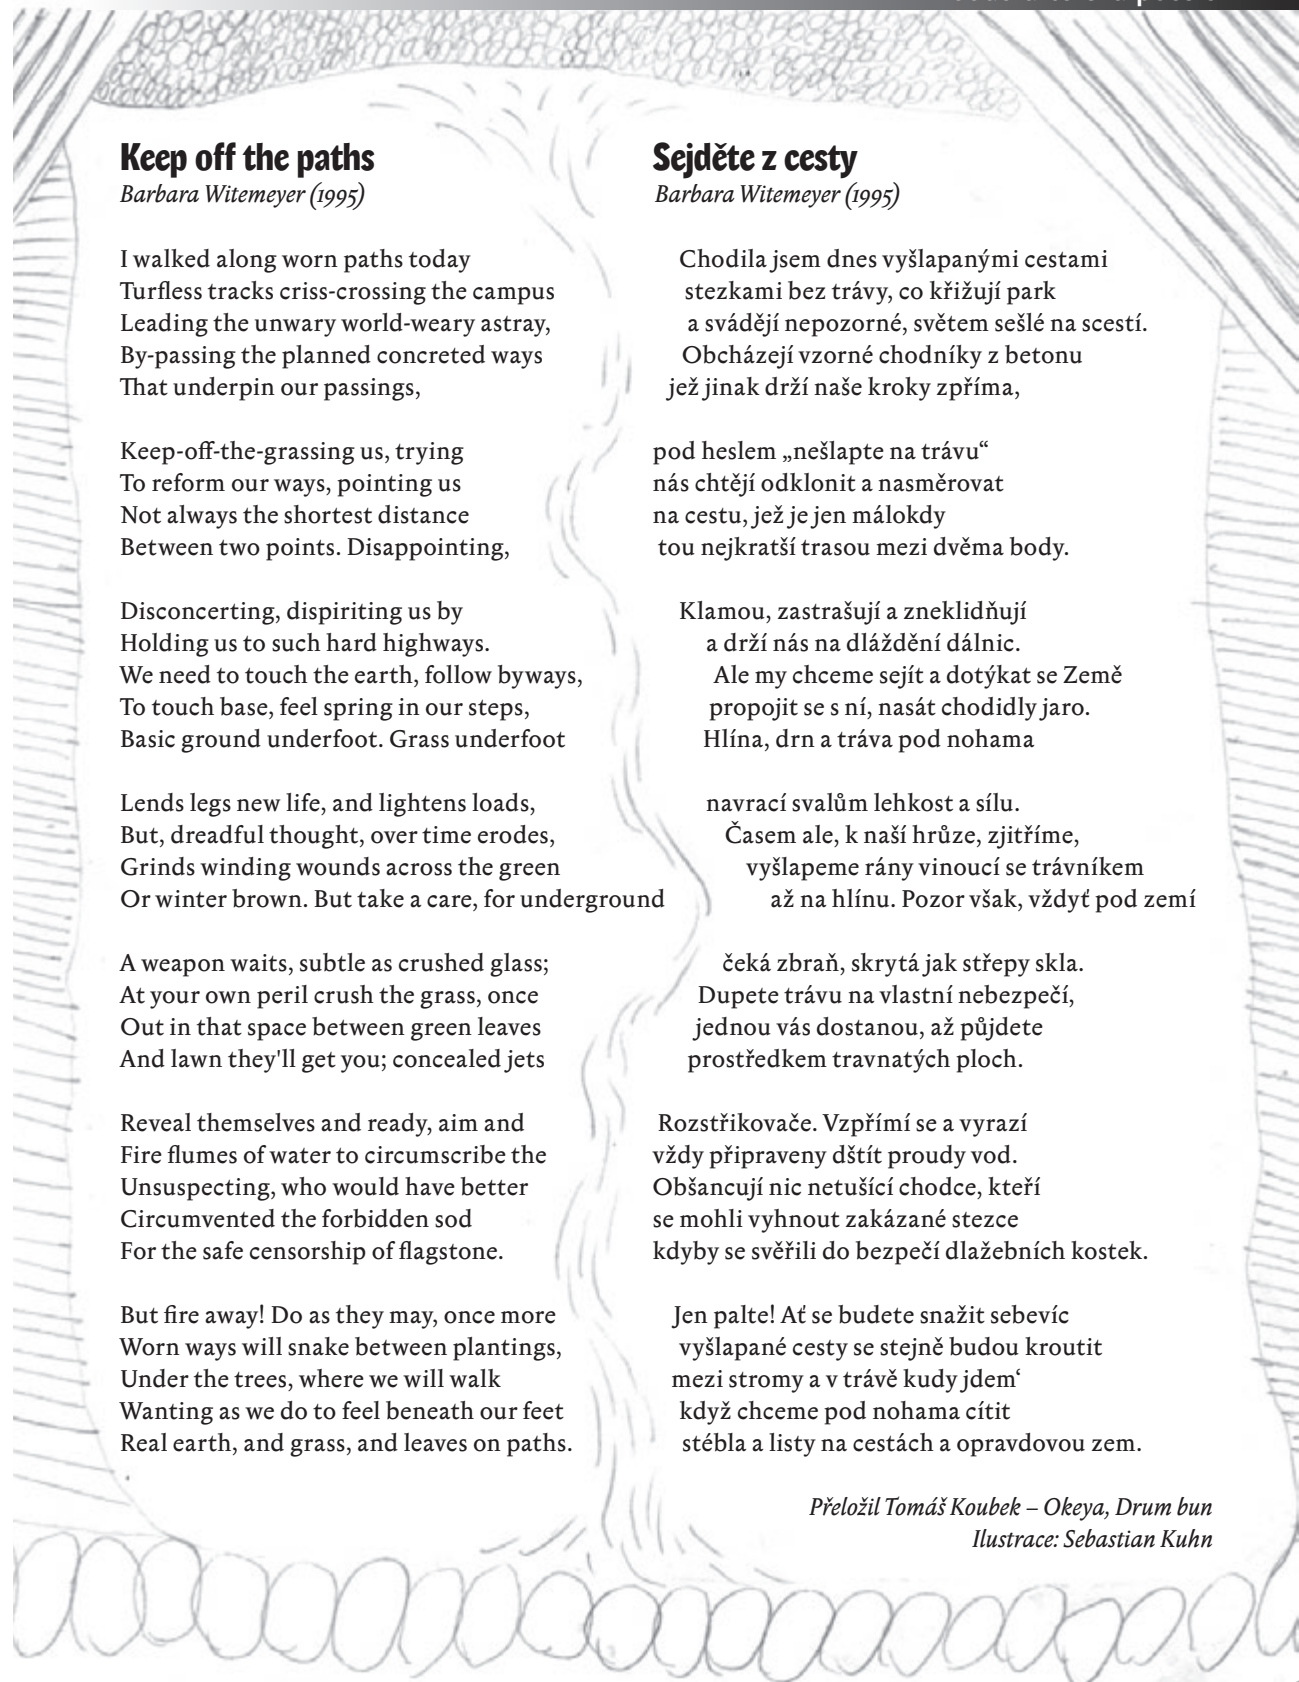 Keep off the paths
Barbara Witemeyer (1995)
I walked along worn paths today
Turfless tracks criss-crossing the campus
Leading the unwary world-weary astray,
By-passing the planned concreted ways
That underpin our passings,
Keep-off-the-grassing us, trying
To reform our ways, pointing us
Not always the shortest distance
Between two points. Disappointing,
Disconcerting, dispiriting us by
Holding us to such hard highways.
We need to touch the earth, follow byways,
To touch base, feel spring in our steps,
Basic ground underfoot. Grass underfoot
Lends legs new life, and lightens loads,
But, dreadful thought, over time erodes,
Grinds winding wounds across the green
Or winter brown. But take a care, for underground
A weapon waits, subtle as crushed glass;
At your own peril crush the grass, once
Out in that space between green leaves
And lawn they'll get you; concealed jets
Reveal themselves and ready, aim and
Fire flumes of water to circumscribe the
Unsuspecting, who would have better
Circumvented the forbidden sod
For the safe censorship of flagstone.
But fire away! Do as they may, once more
Worn ways will snake between plantings,
Under the trees, where we will walk
Wanting as we do to feel beneath our feet
Real earth, and grass, and leaves on paths.
Sejděte z cesty
Barbara Witemeyer (1995)
Chodila jsem dnes vyšlapanými cestami
stezkami bez trávy, co křižují park
a svádějí nepozorné, světem sešlé na scestí.
Obcházejí vzorné chodníky z betonu
jež jinak drží naše kroky zpříma,
pod heslem „nešlapte na trávu“
nás chtějí odklonit a nasměrovat
na cestu, jež je jen málokdy
tou nejkratší trasou mezi dvěma body.
Klamou, zastrašují a zneklidňují
a drží nás na dláždění dálnic.
Ale my chceme sejít a dotýkat se Země
propojit se s ní, nasát chodidly jaro.
Hlína, drn a tráva pod nohama
navrací svalům lehkost a sílu.
Časem ale, k naší hrůze, zjitříme,
vyšlapeme rány vinoucí se trávníkem
až na hlínu. Pozor však, vždyť pod zemí
čeká zbraň, skrytá jak střepy skla.
Dupete trávu na vlastní nebezpečí,
jednou vás dostanou, až půjdete
prostředkem travnatých ploch.
Rozstřikovače. Vzpřímí se a vyrazí
vždy připraveny dštít proudy vod.
Obšancují nic netušící chodce, kteří
se mohli vyhnout zakázané stezce
kdyby se svěřili do bezpečí dlažebních kostek.
Jen palte! Ať se budete snažit sebevíc
vyšlapané cesty se stejně budou kroutit
mezi stromy a v trávě kudy jdem‘
když chceme pod nohama cítit
stébla a listy na cestách a opravdovou zem.
Přeložil Tomáš Koubek – Okeya, Drum bun
Ilustrace: Sebastian Kuhn